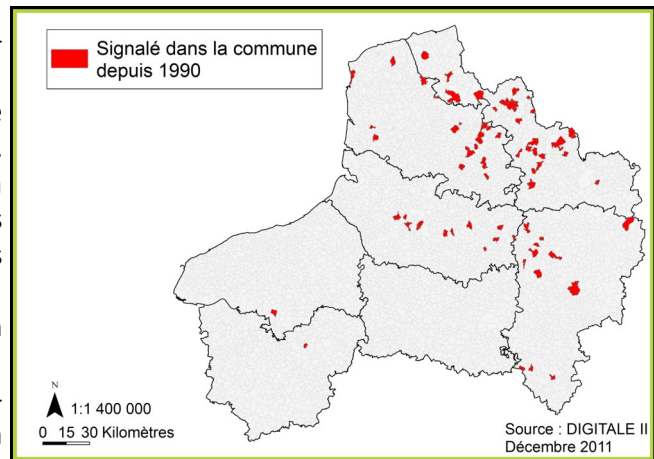 Signalé dans la commune
depuis 1990
N
1:1 400 000
0 15 30 Kilomètres
Source : DIGITALE II
Décembre 2011